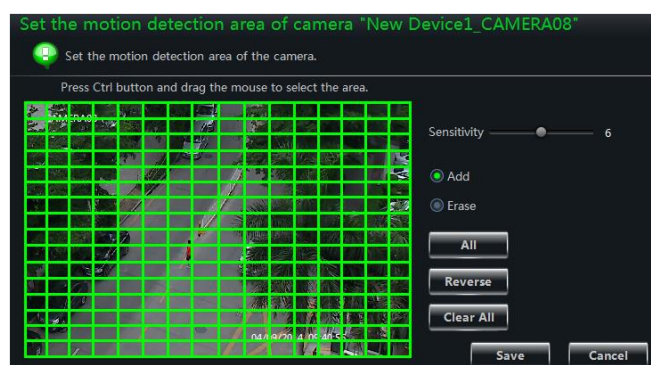 Set the motion detection area of camera "New Device1_CAMERA08"
Set the motion detection area of the camera.
Press Ctrl button and drag the mouse to select the area.
Sensitivity 6
Add
Erase
All
Reverse
Clear All
Save Cancel